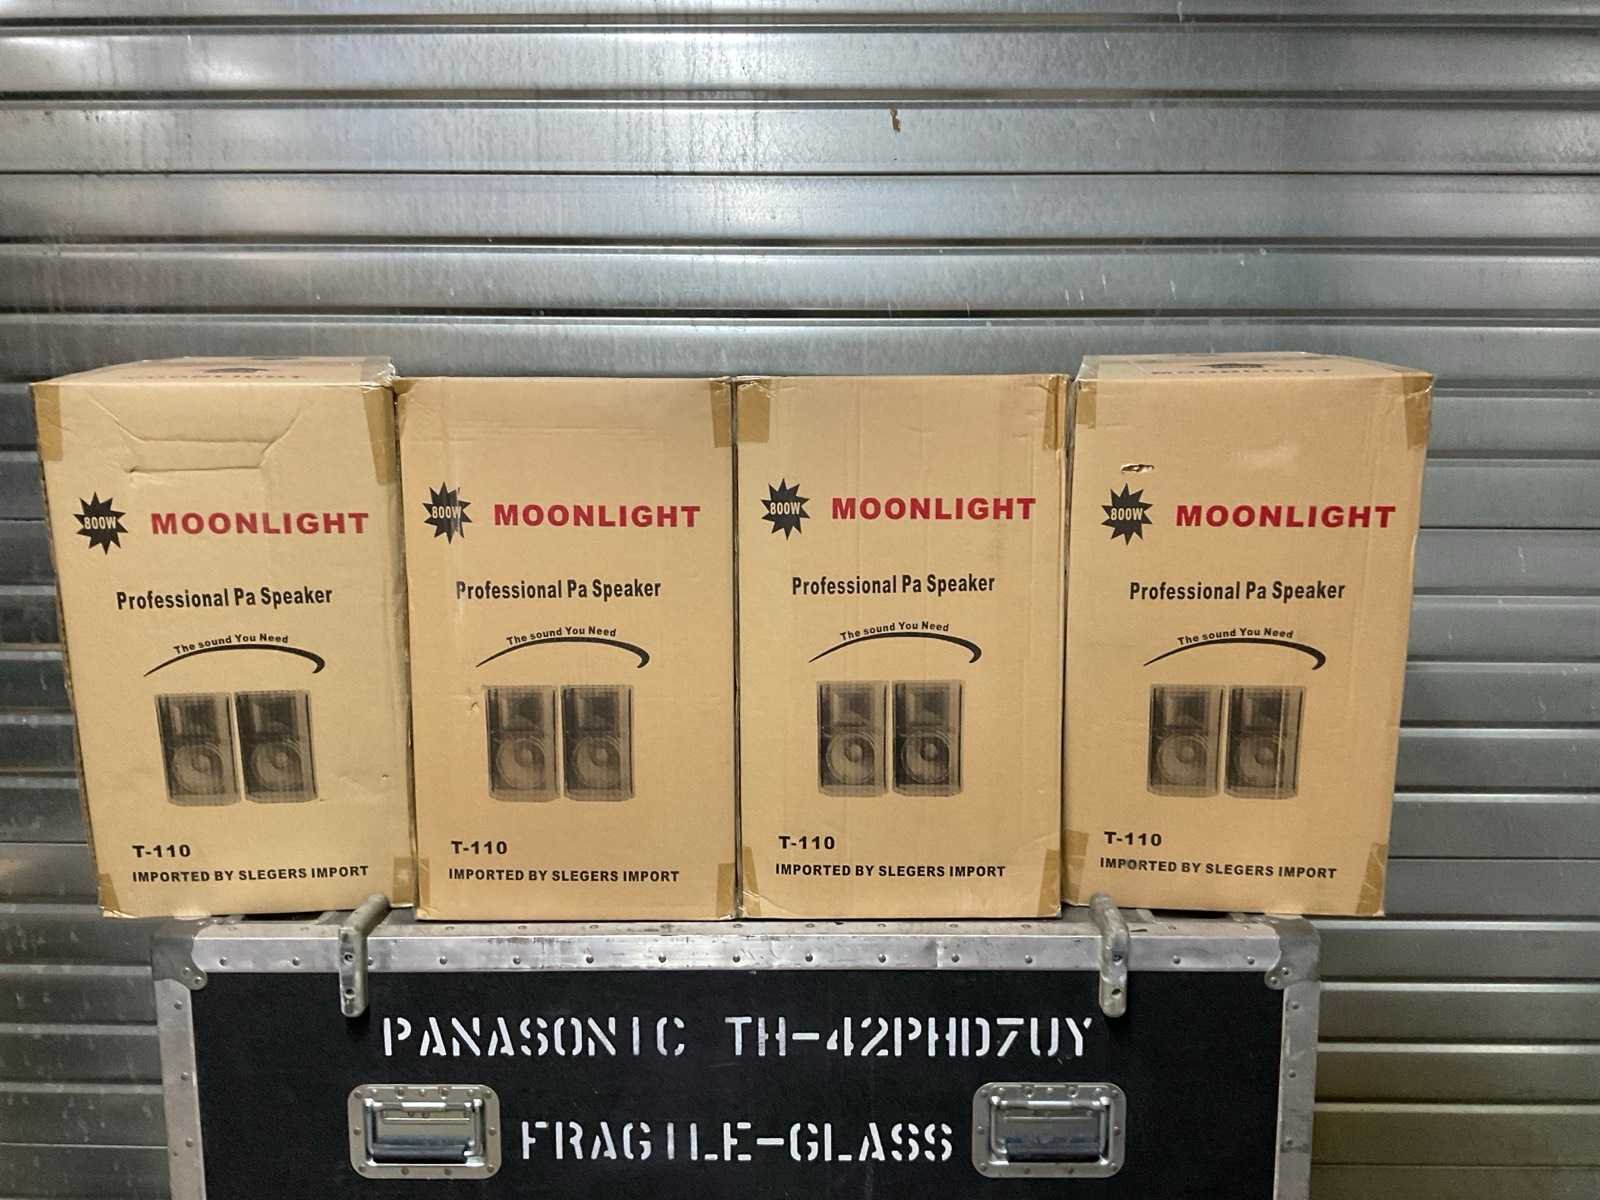 MOONLIGHT
MOONLIGHT
800W MOONLIGHT
Professional Pa Speaker
The sound You Need
T-110
IMPORTED BY SLEGERS IMPORT
800W MOONLIGHT
Professional Pa Speaker
The sound You Need
T-110
IMPORTED BY SLEGERS IMPORT
800W MOONLIGHT
Professional Pa Speaker
The sound You Need
T-110
IMPORTED BY SLEGERS IMPORT
800W MOONLIGHT
Professional Pa Speaker
The sound You Need
T-110
IMPORTED BY SLEGERS IMPORT
PANASONIC TH-42PHD7UY
FRAGILE-GLASS